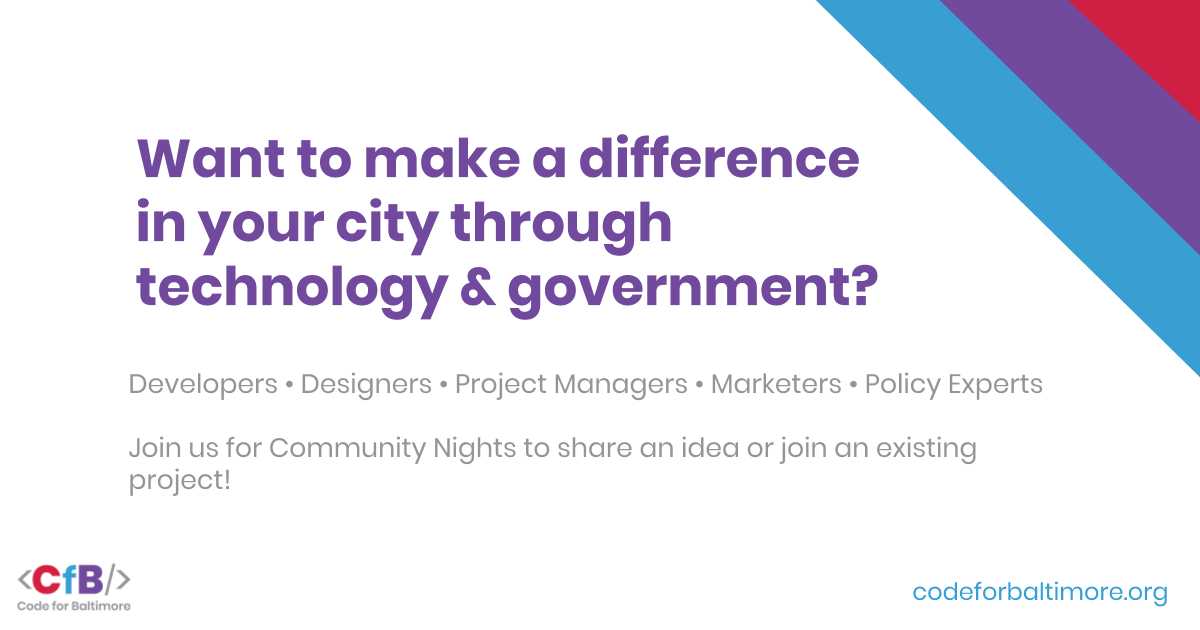 Want to make a difference
in your city through
technology & government?
Developers • Designers • Project Managers • Marketers • Policy Experts
Join us for Community Nights to share an idea or join an existing
project!
<CfB/>
Code for Baltimore
codeforbaltimore.org